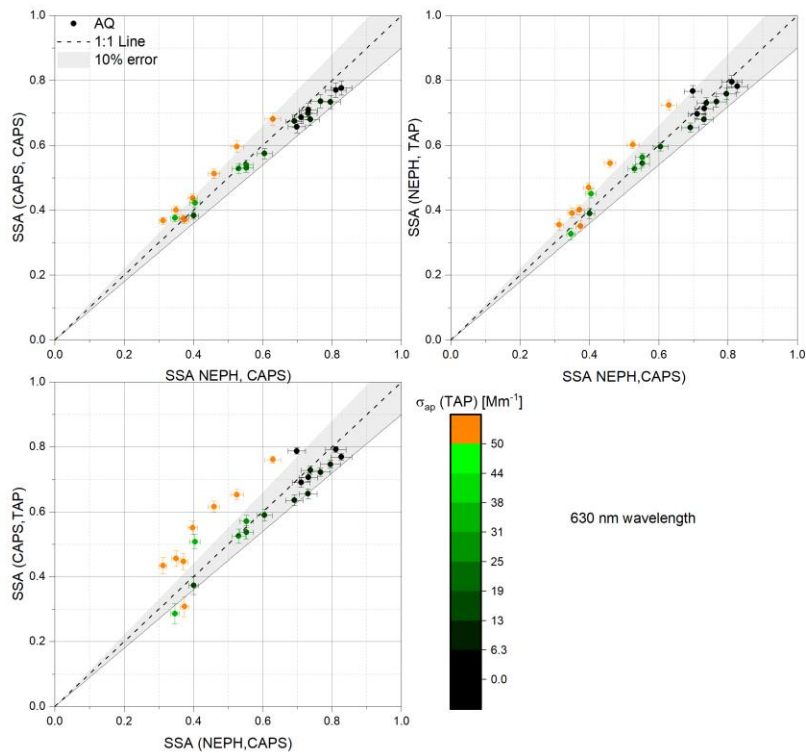 1.0
AQ
1:1 Line
10% error
0.8
0.6
0.4
0.2
0.0
SSA (CAPS, CAPS)
0.0 0.2 0.4 0.6 0.8 1.0
SSA NEPH, CAPS)
1.0
0.8
0.6
0.4
0.2
0.0
SSA (NEPH, TAP)
0.0 0.2 0.4 0.6 0.8 1.0
SSA NEPH,CAPS)
1.0
0.8
0.6
0.4
0.2
0.0
SSA (CAPS,TAP)
0.0 0.2 0.4 0.6 0.8 1.0
SSA (NEPH,CAPS)
σap (TAP) [Mm-1]
50
44
38
31
25
19
13
6.3
0.0
630 nm wavelength